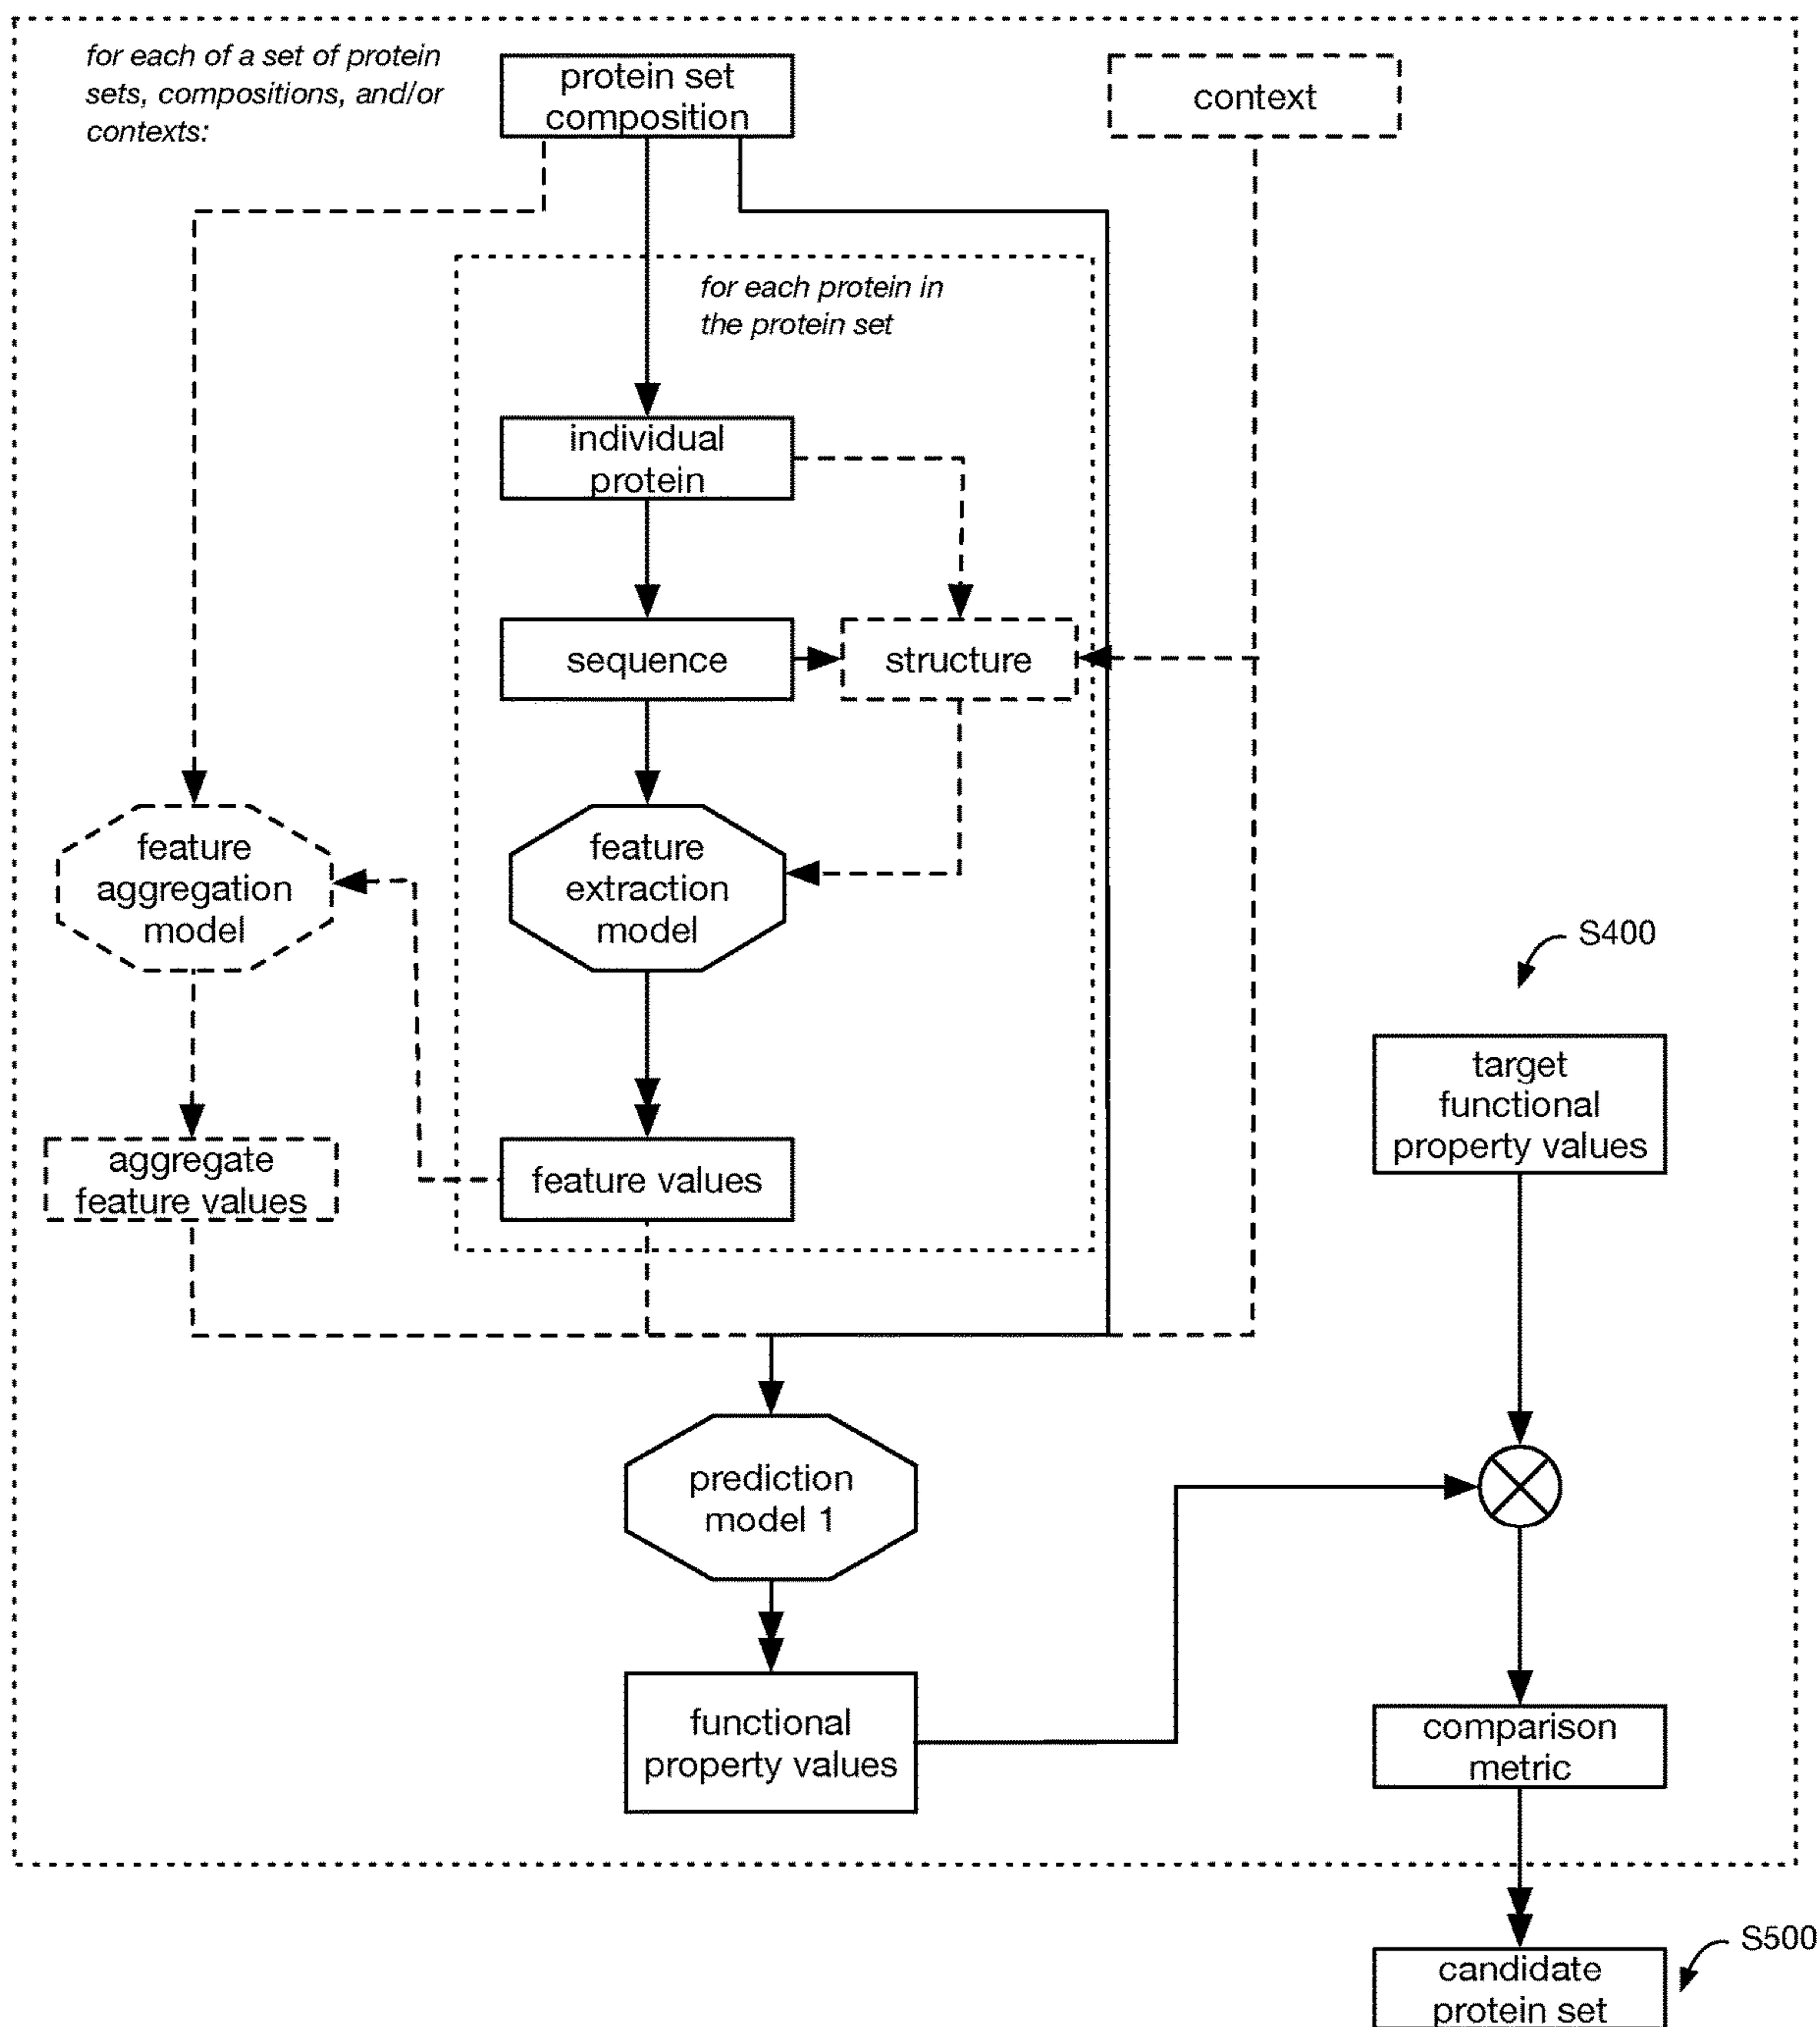 for each of a set of protein
sets, compositions, and/or
contexts:
protein set
composition
context
for each protein in
the protein set
individual
protein
sequence
structure
feature
aggregation
model
feature
extraction
model
S400
target
functional
property values
aggregate
feature values
feature values
prediction
model 1
functional
property values
comparison
metric
S500
candidate
protein set